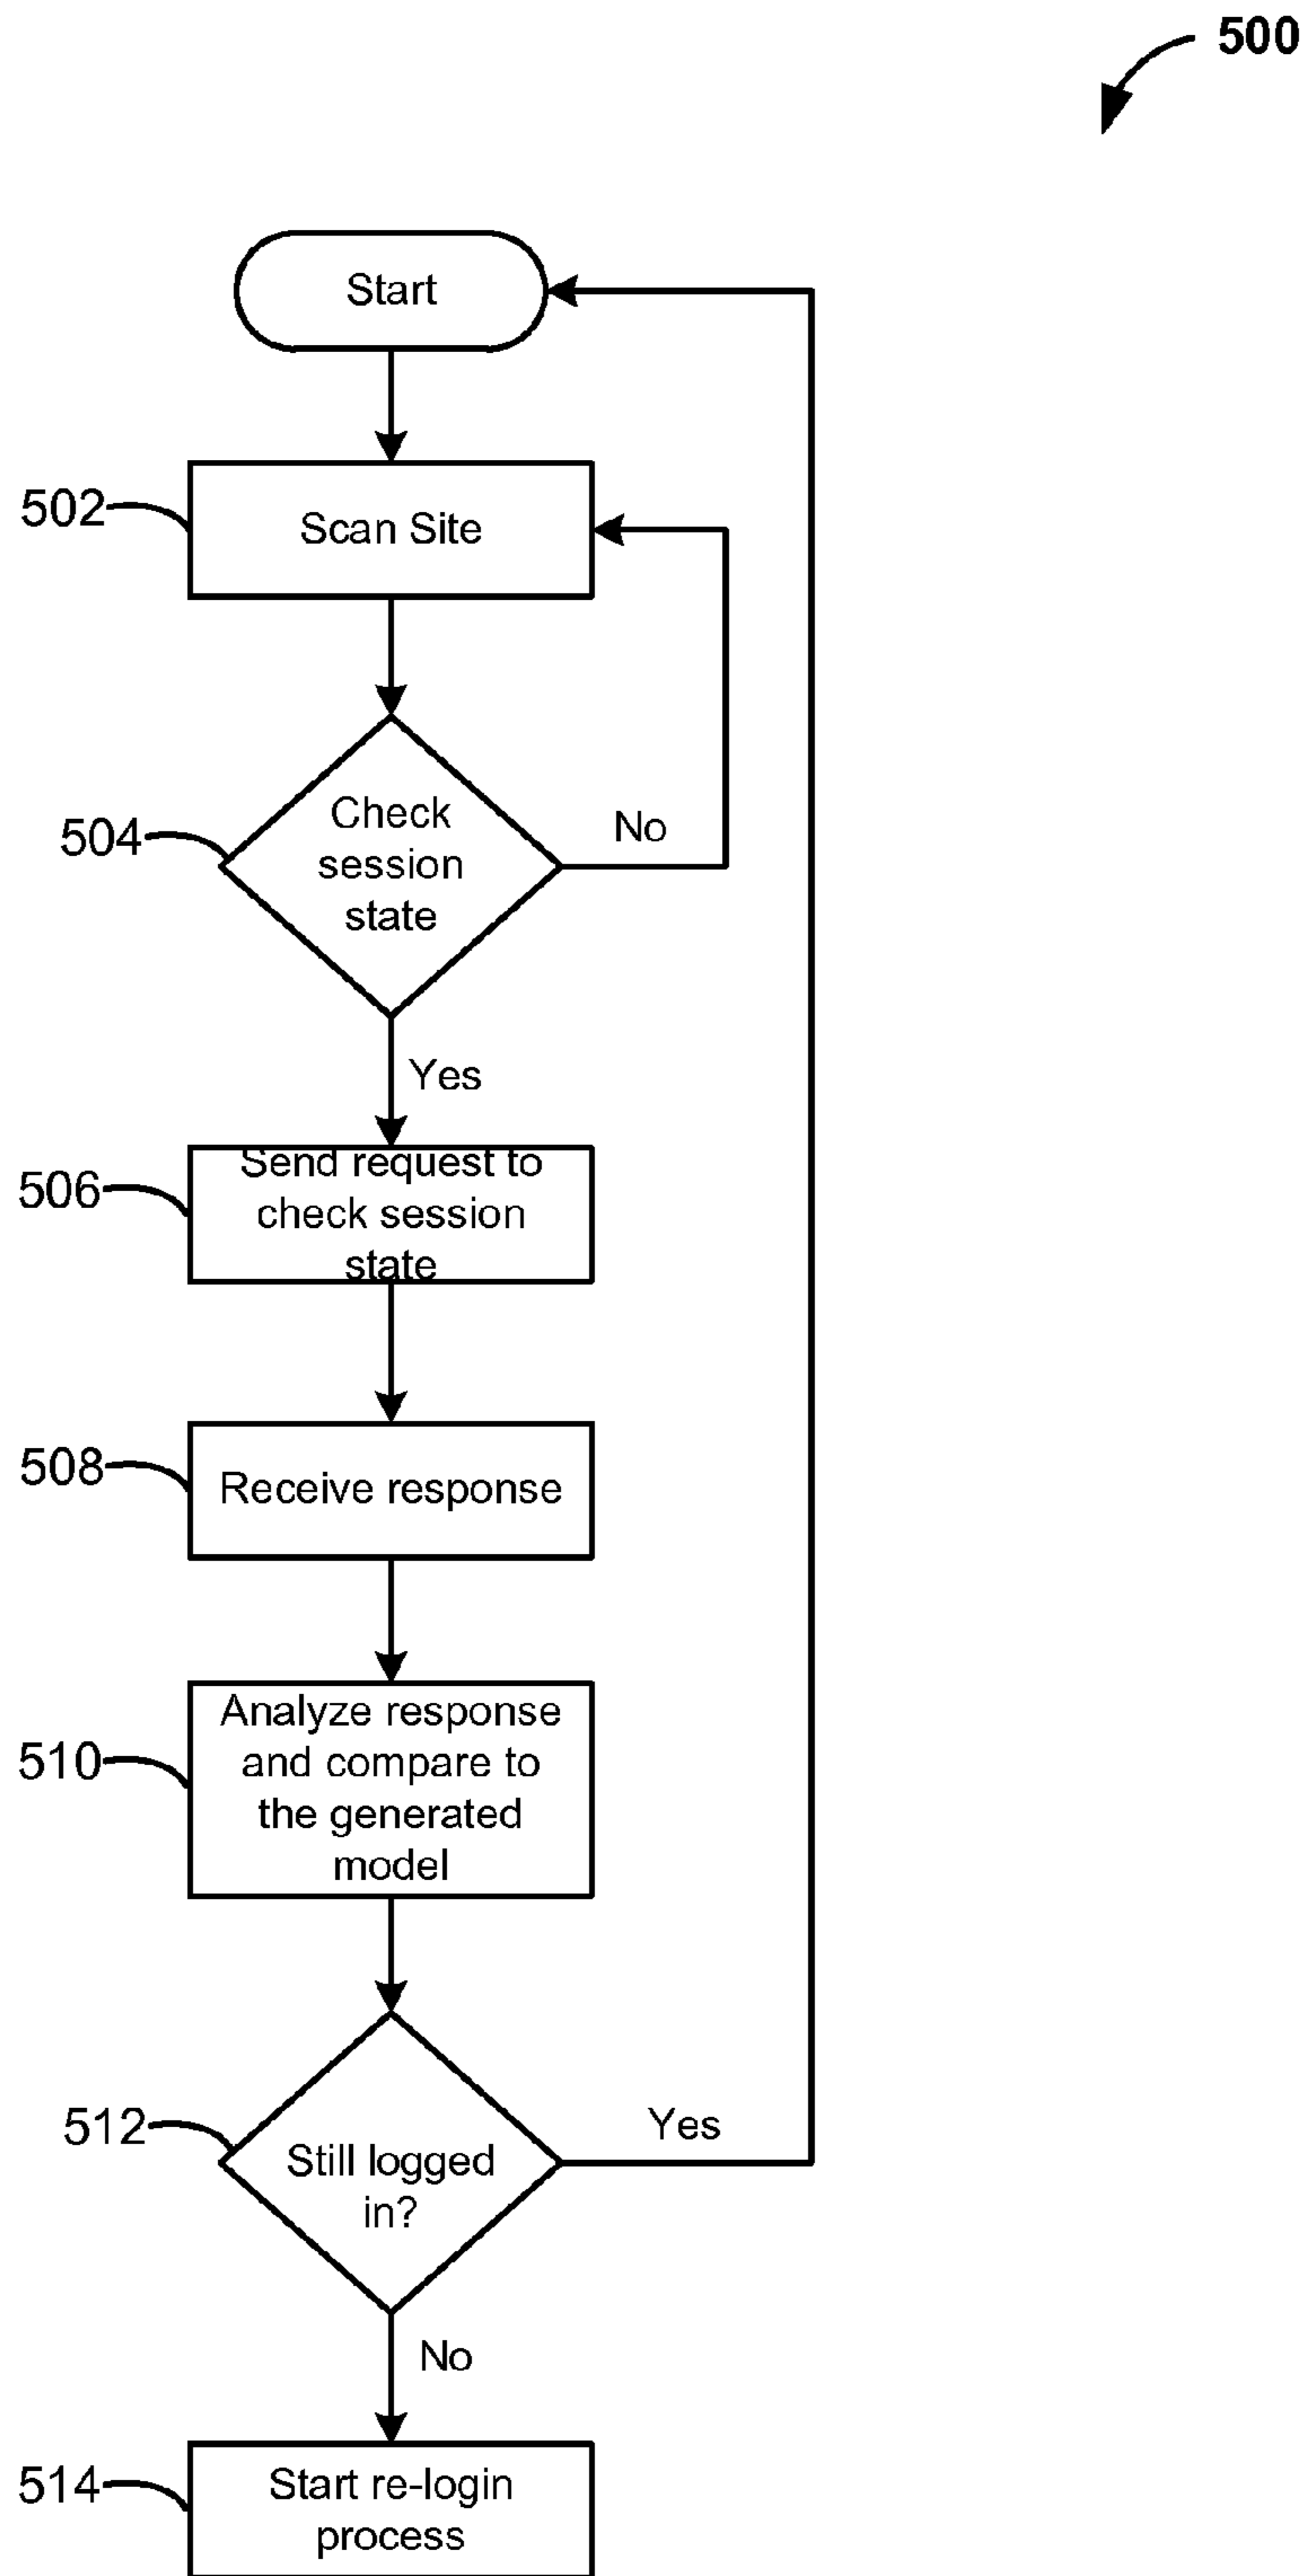 500
Start
502
Scan Site
504
Check
session
state
No
Yes
506
Send request to
check session
state
508
Receive response
510
Analyze response
and compare to
the generated
model
512
Still logged
in?
Yes
No
514
Start re-login
process